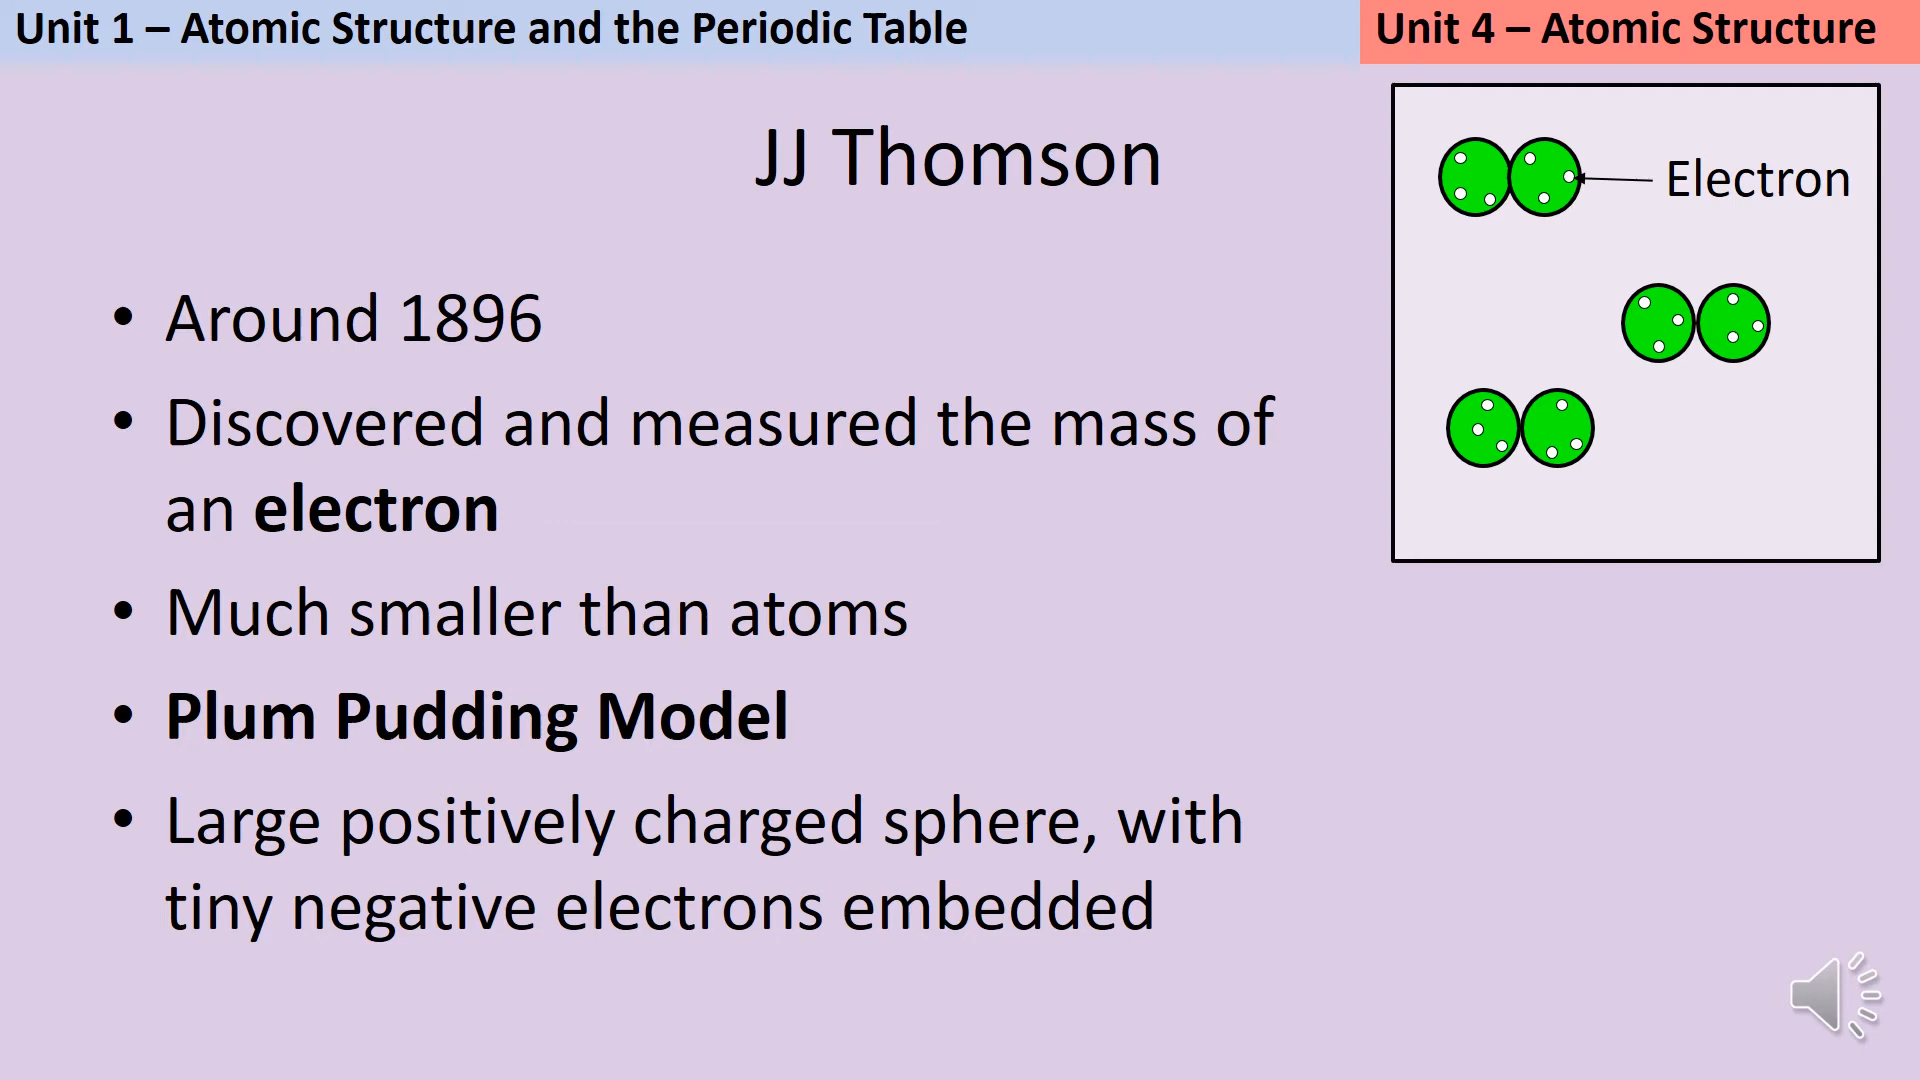 Unit 1 – Atomic Structure and the Periodic Table
Unit 4 – Atomic Structure
JJ Thomson
Electron
• Around 1896
• Discovered and measured the mass of
an electron
• Much smaller than atoms
• Plum Pudding Model
• Large positively charged sphere, with
tiny negative electrons embedded